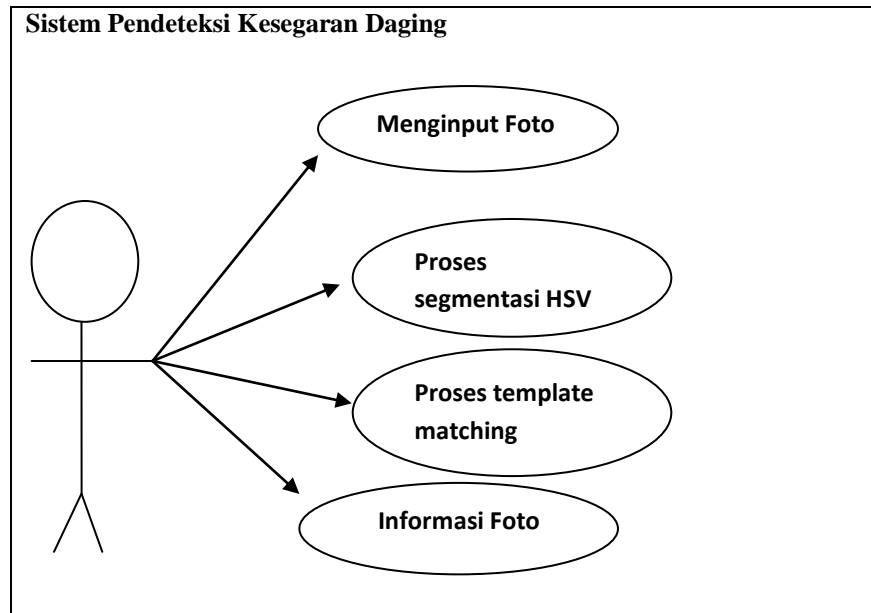 Sistem Pendeteksi Kesegaran Daging
Menginput Foto
Proses
segmentasi HSV
Proses template
matching
Informasi Foto